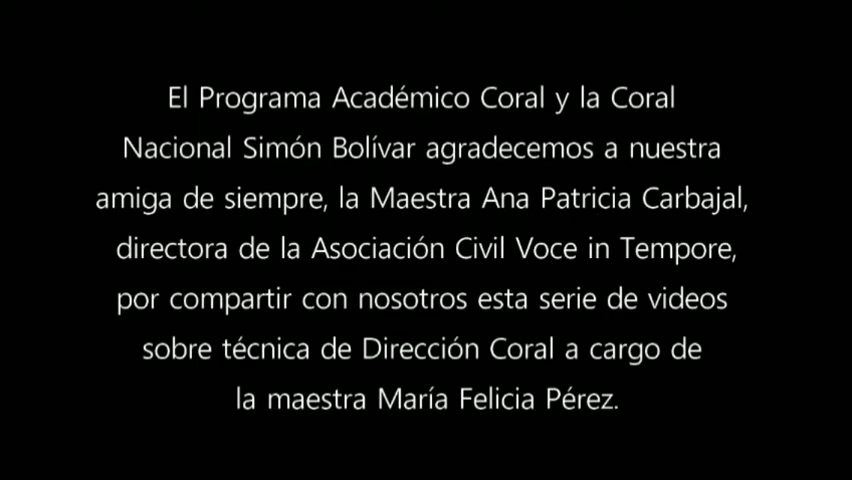 El Programa Académico Coral y la Coral
Nacional Simón Bolívar agradecemos a nuestra
amiga de siempre, la Maestra Ana Patricia Carbajal,
directora de la Asociación Civil Voce in Tempore,
por compartir con nosotros esta serie de videos
sobre técnica de Dirección Coral a cargo de
la maestra María Felicia Pérez.